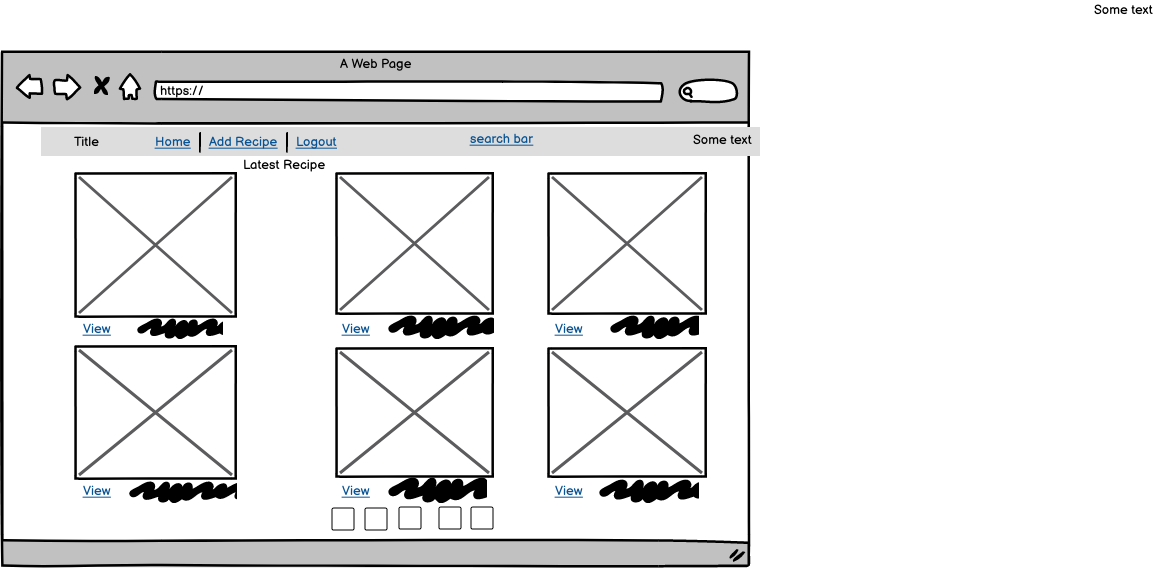 Some text
A Web Page
https://
Title Home Add Recipe Logout search bar Some text
Latest Recipe
View View View
View View View